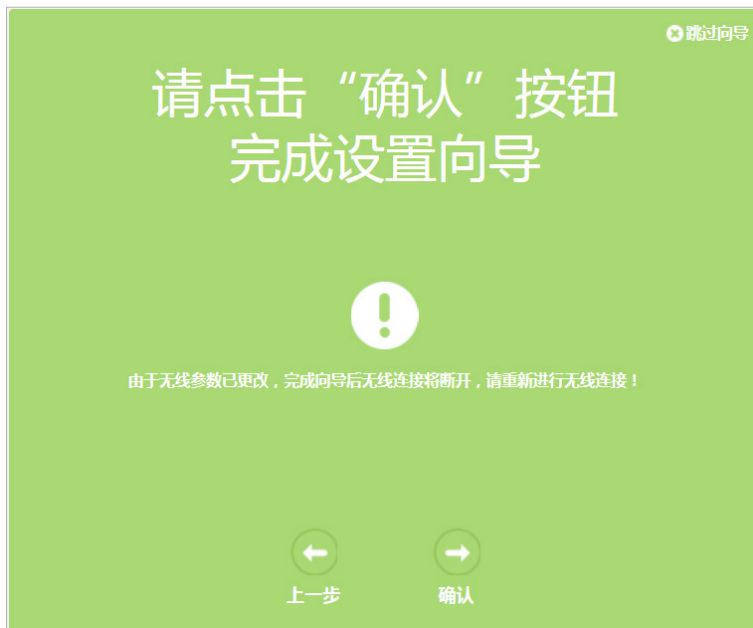 跳过向导
请点击“确认”按钮
完成设置向导
由于无线参数已更改，完成向导后无线连接将断开，请重新进行无线连接！
上一步
确认